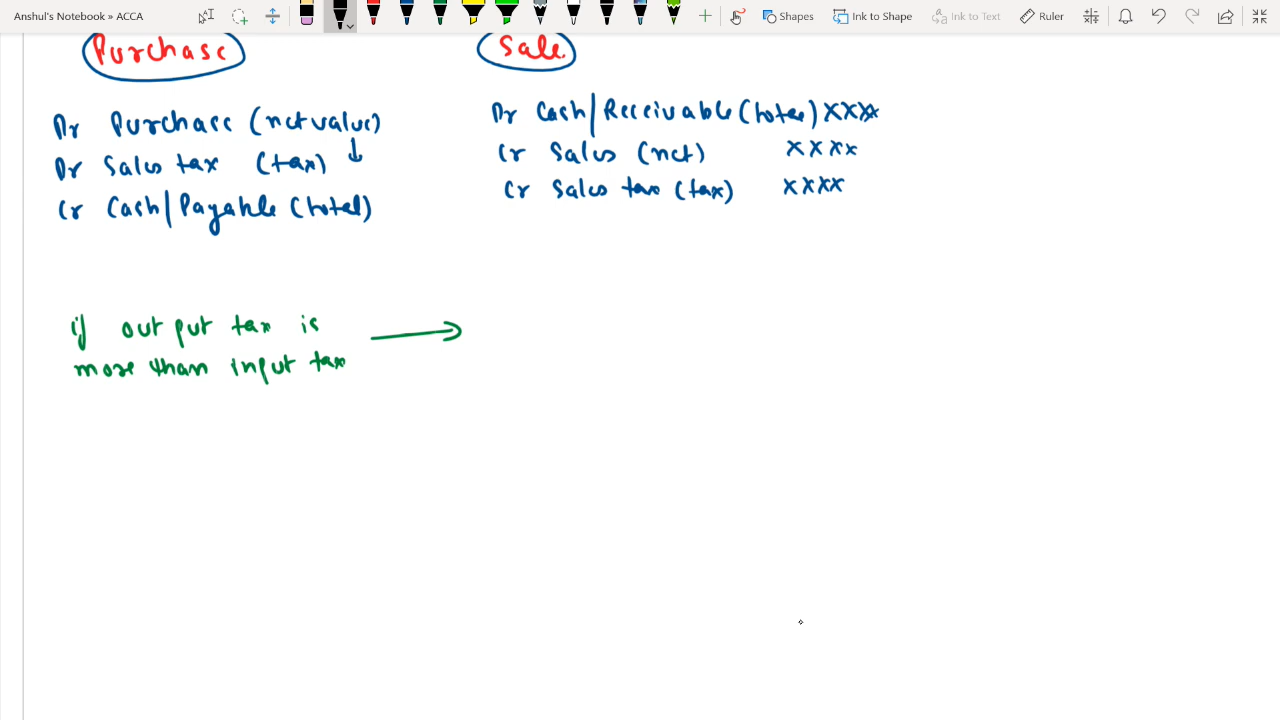 Anshul's Notebook » ACCA
Shapes
Ink to Shape
Ink to Text
Ruler
Purchase
Sale
Dr Purchase (net value)
Dr Sales tax (tax)
Cr Cash/Payable (total)
Dr Cash/Receivable (total) XXXX
Cr Sales (net) XXXX
Cr Sales tax (tax) XXXX
if output tax is
more than input tax